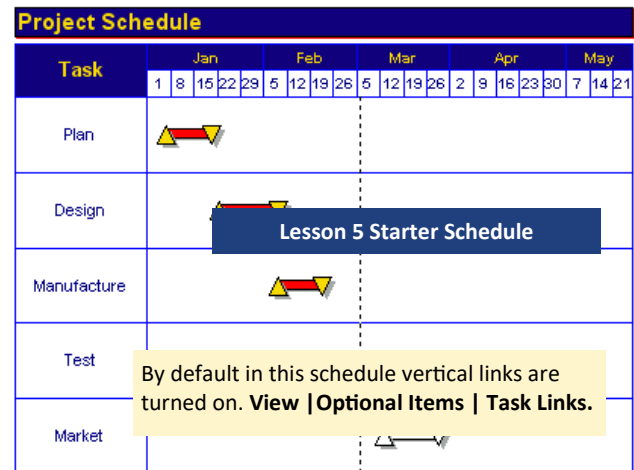 Project Schedule
Task Jan Feb Mar Apr May
1 8 15 22 29 5 12 19 26 5 12 19 26 2 9 16 23 30 7 14 21
Plan
Design
Lesson 5 Starter Schedule
Manufacture
Test
By default in this schedule vertical links are
turned on. View |Optional Items | Task Links.
Market